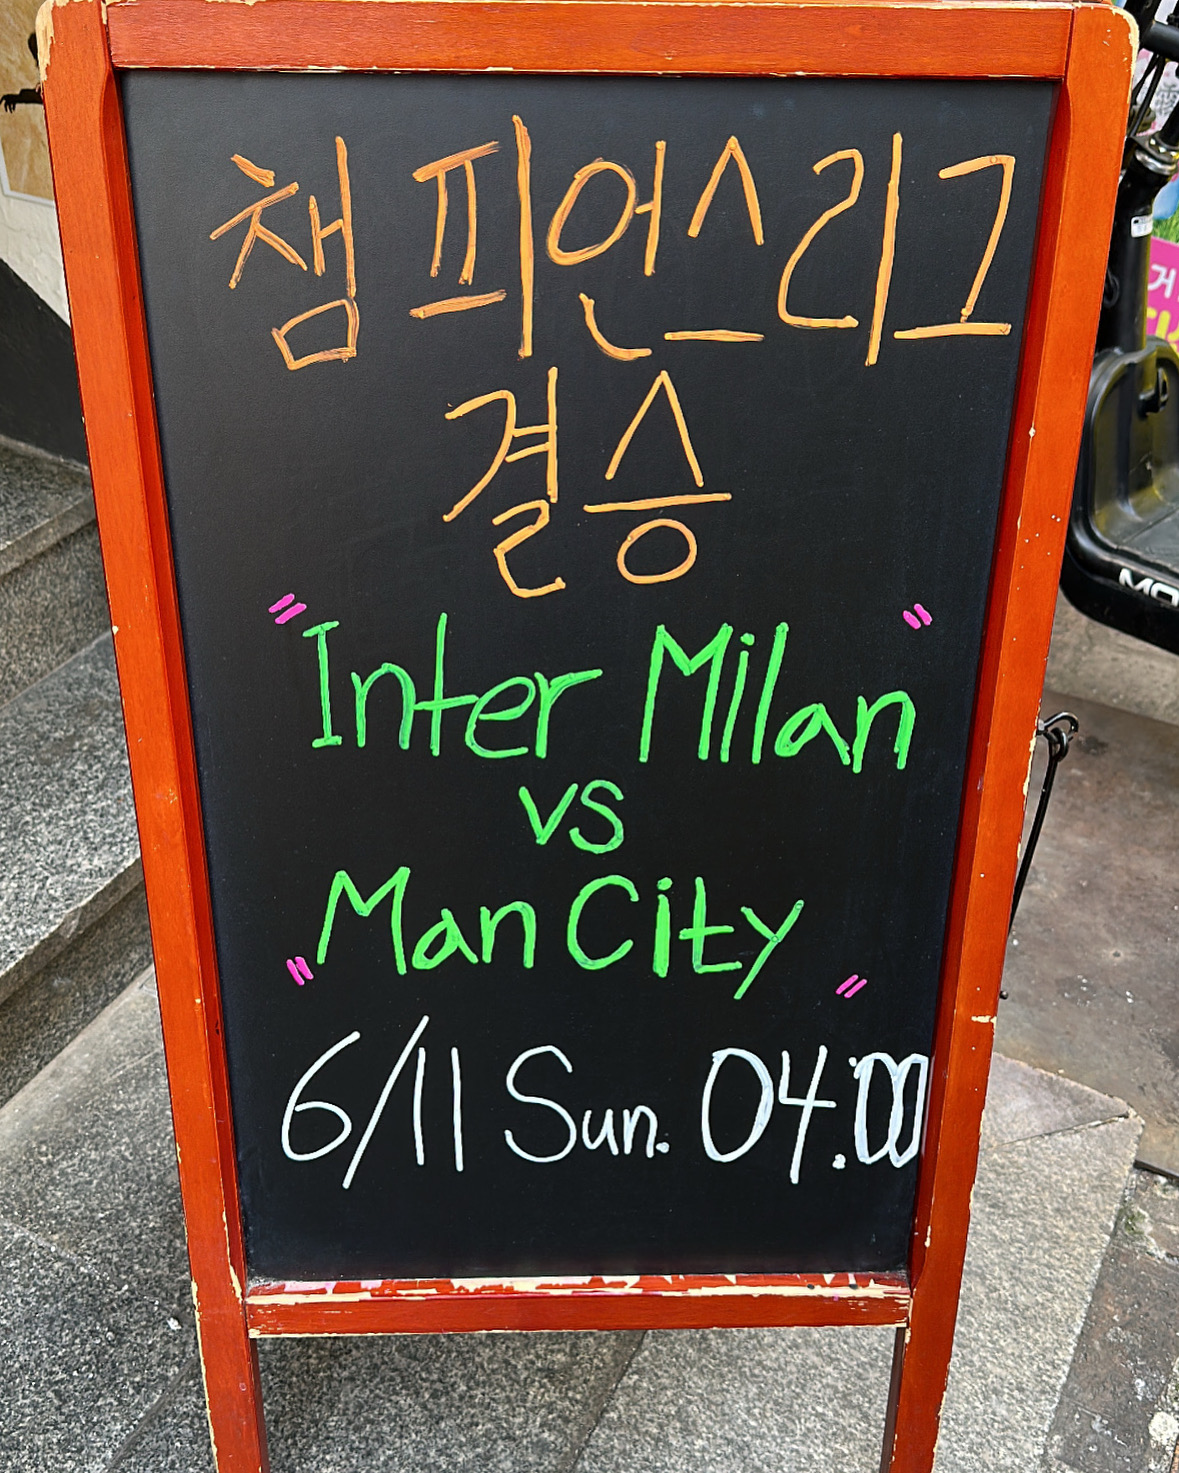 챔피언스리그
결승
"Inter Milan"
vs
"Man City"
6/11 Sun. 04:00